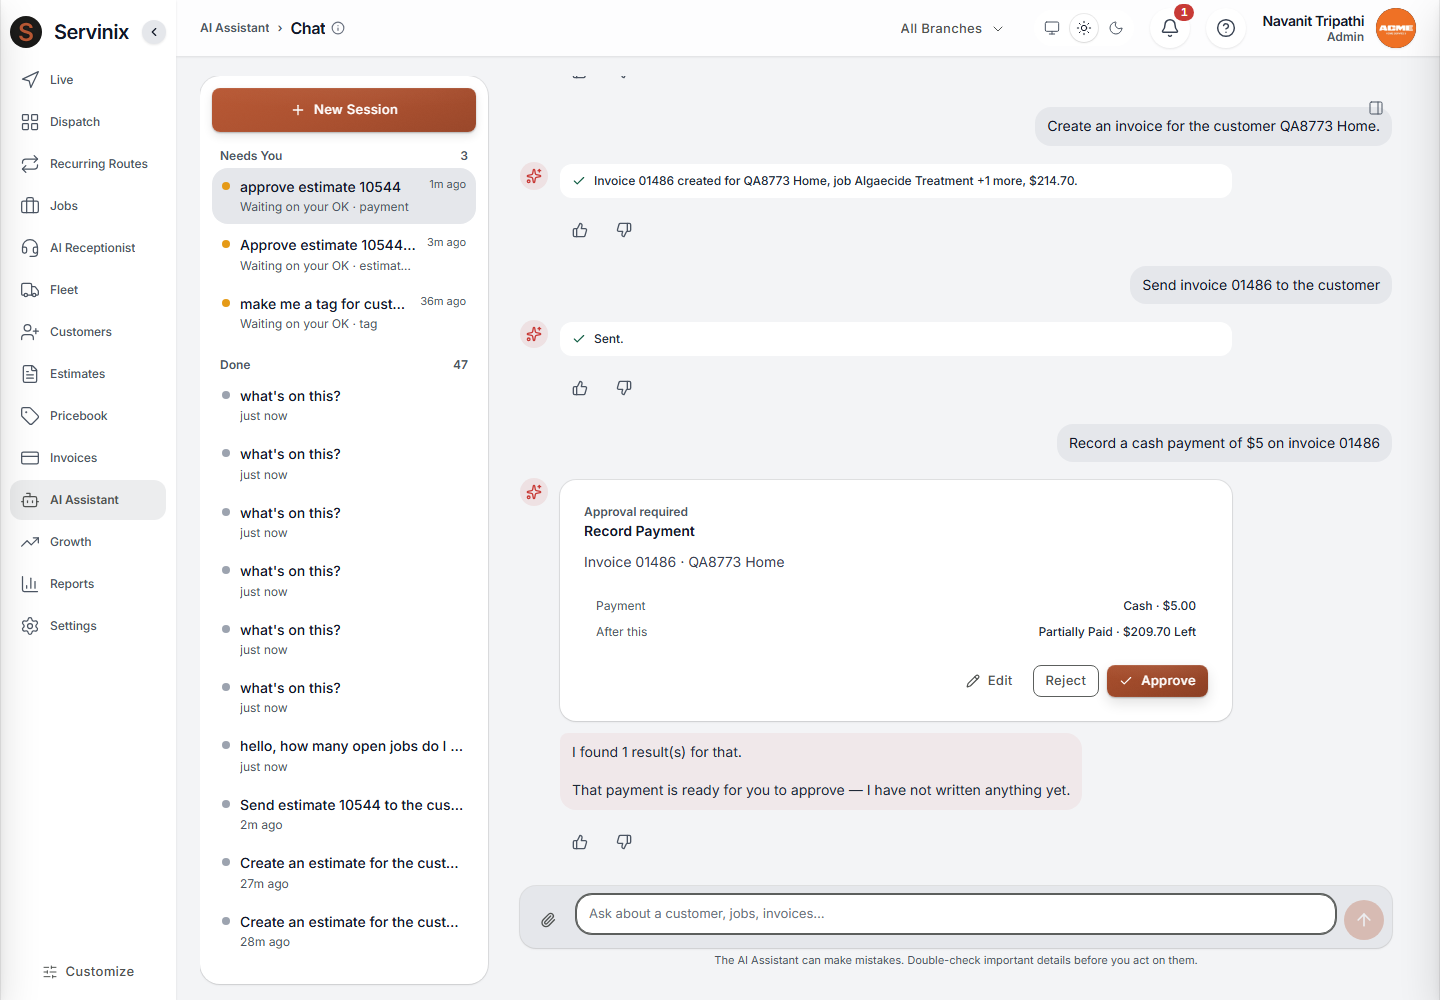 S
Servinix
Live
Dispatch
Recurring Routes
Jobs
AI Receptionist
Fleet
Customers
Estimates
Pricebook
Invoices
AI Assistant
Growth
Reports
Settings
Customize
AI Assistant › Chat
All Branches
1
Navanit Tripathi
Admin
ACME
New Session
Needs You 3
approve estimate 10544 1m ago
Waiting on your OK · payment
Approve estimate 10544... 3m ago
Waiting on your OK · estimat...
make me a tag for cust... 36m ago
Waiting on your OK · tag
Done 47
what's on this?
just now
what's on this?
just now
what's on this?
just now
what's on this?
just now
what's on this?
just now
what's on this?
just now
hello, how many open jobs do I ...
just now
Send estimate 10544 to the cus...
2m ago
Create an estimate for the cust...
27m ago
Create an estimate for the cust...
28m ago
Create an invoice for the customer QA8773 Home.
Invoice 01486 created for QA8773 Home, job Algaecide Treatment +1 more, $214.70.
Send invoice 01486 to the customer
Sent.
Record a cash payment of $5 on invoice 01486
Approval required
Record Payment
Invoice 01486 · QA8773 Home
Payment Cash · $5.00
After this Partially Paid · $209.70 Left
Edit Reject Approve
I found 1 result(s) for that.
That payment is ready for you to approve — I have not written anything yet.
Ask about a customer, jobs, invoices...
The AI Assistant can make mistakes. Double-check important details before you act on them.